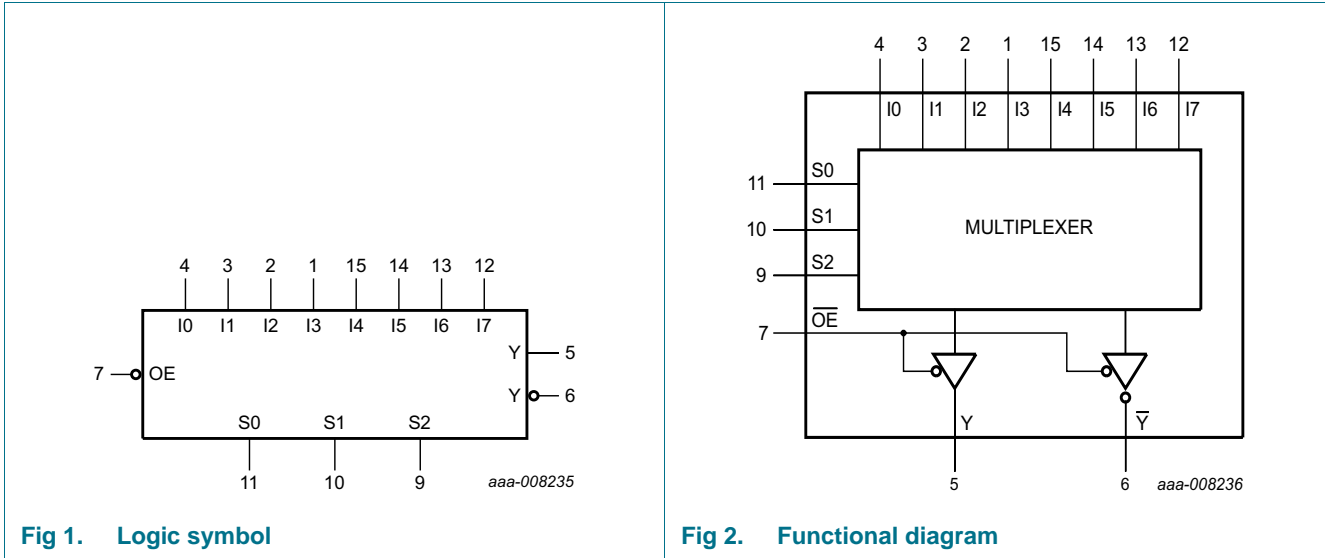 4 3 2 1 15 14 13 12
I0 I1 I2 I3 I4 I5 I6 I7
7 OE
Y 5
Y 6
S0 S1 S2
11 10 9
aaa-008235
Fig 1. Logic symbol
4 3 2 1 15 14 13 12
I0 I1 I2 I3 I4 I5 I6 I7
11 S0
10 S1
MULTIPLEXER
9 S2
7 O̅E̅
Y Y̅
5 6
aaa-008236
Fig 2. Functional diagram